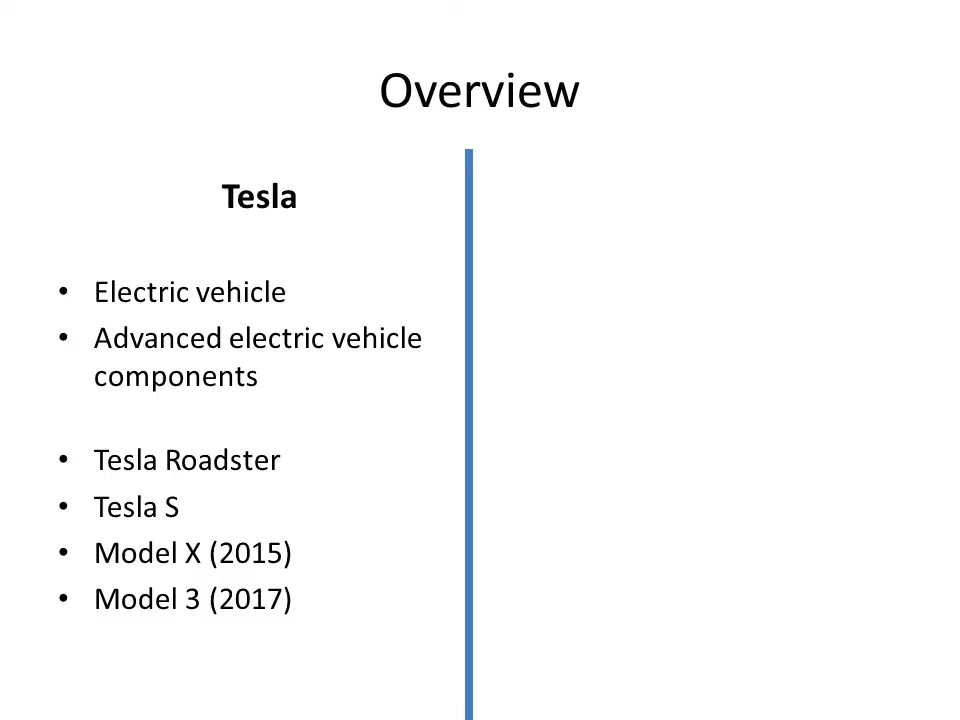 Overview
Tesla
• Electric vehicle
• Advanced electric vehicle
components
• Tesla Roadster
• Tesla S
• Model X (2015)
• Model 3 (2017)